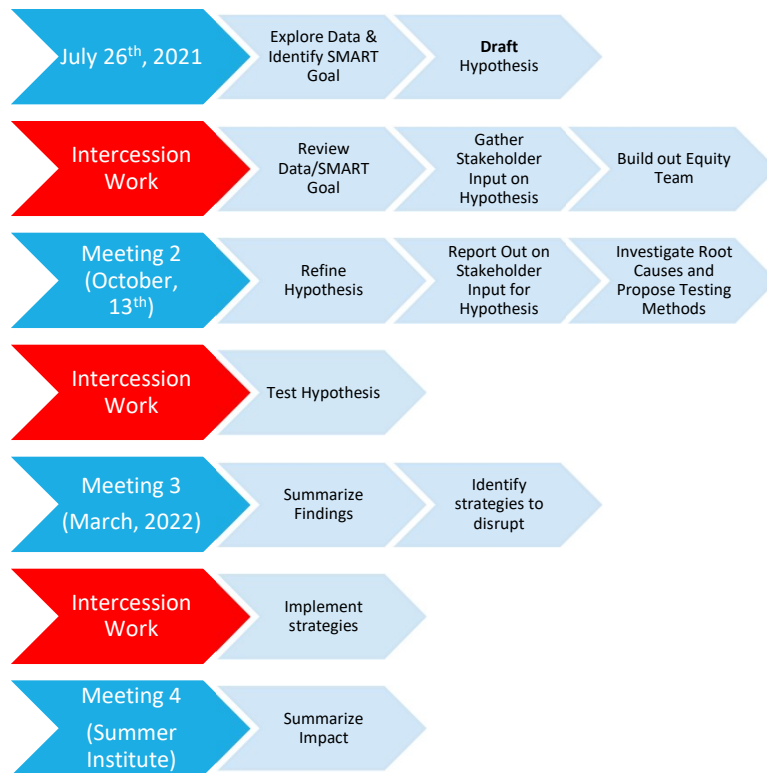 July 26th, 2021
Explore Data &
Identify SMART
Goal
Draft
Hypothesis
Intercession
Work
Review
Data/SMART
Goal
Gather
Stakeholder
Input on
Hypothesis
Build out Equity
Team
Meeting 2
(October,
13th)
Refine
Hypothesis
Report Out on
Stakeholder
Input for
Hypothesis
Investigate Root
Causes and
Propose Testing
Methods
Intercession
Work
Test Hypothesis
Meeting 3
(March, 2022)
Summarize
Findings
Identify
strategies to
disrupt
Intercession
Work
Implement
strategies
Meeting 4
(Summer
Institute)
Summarize
Impact